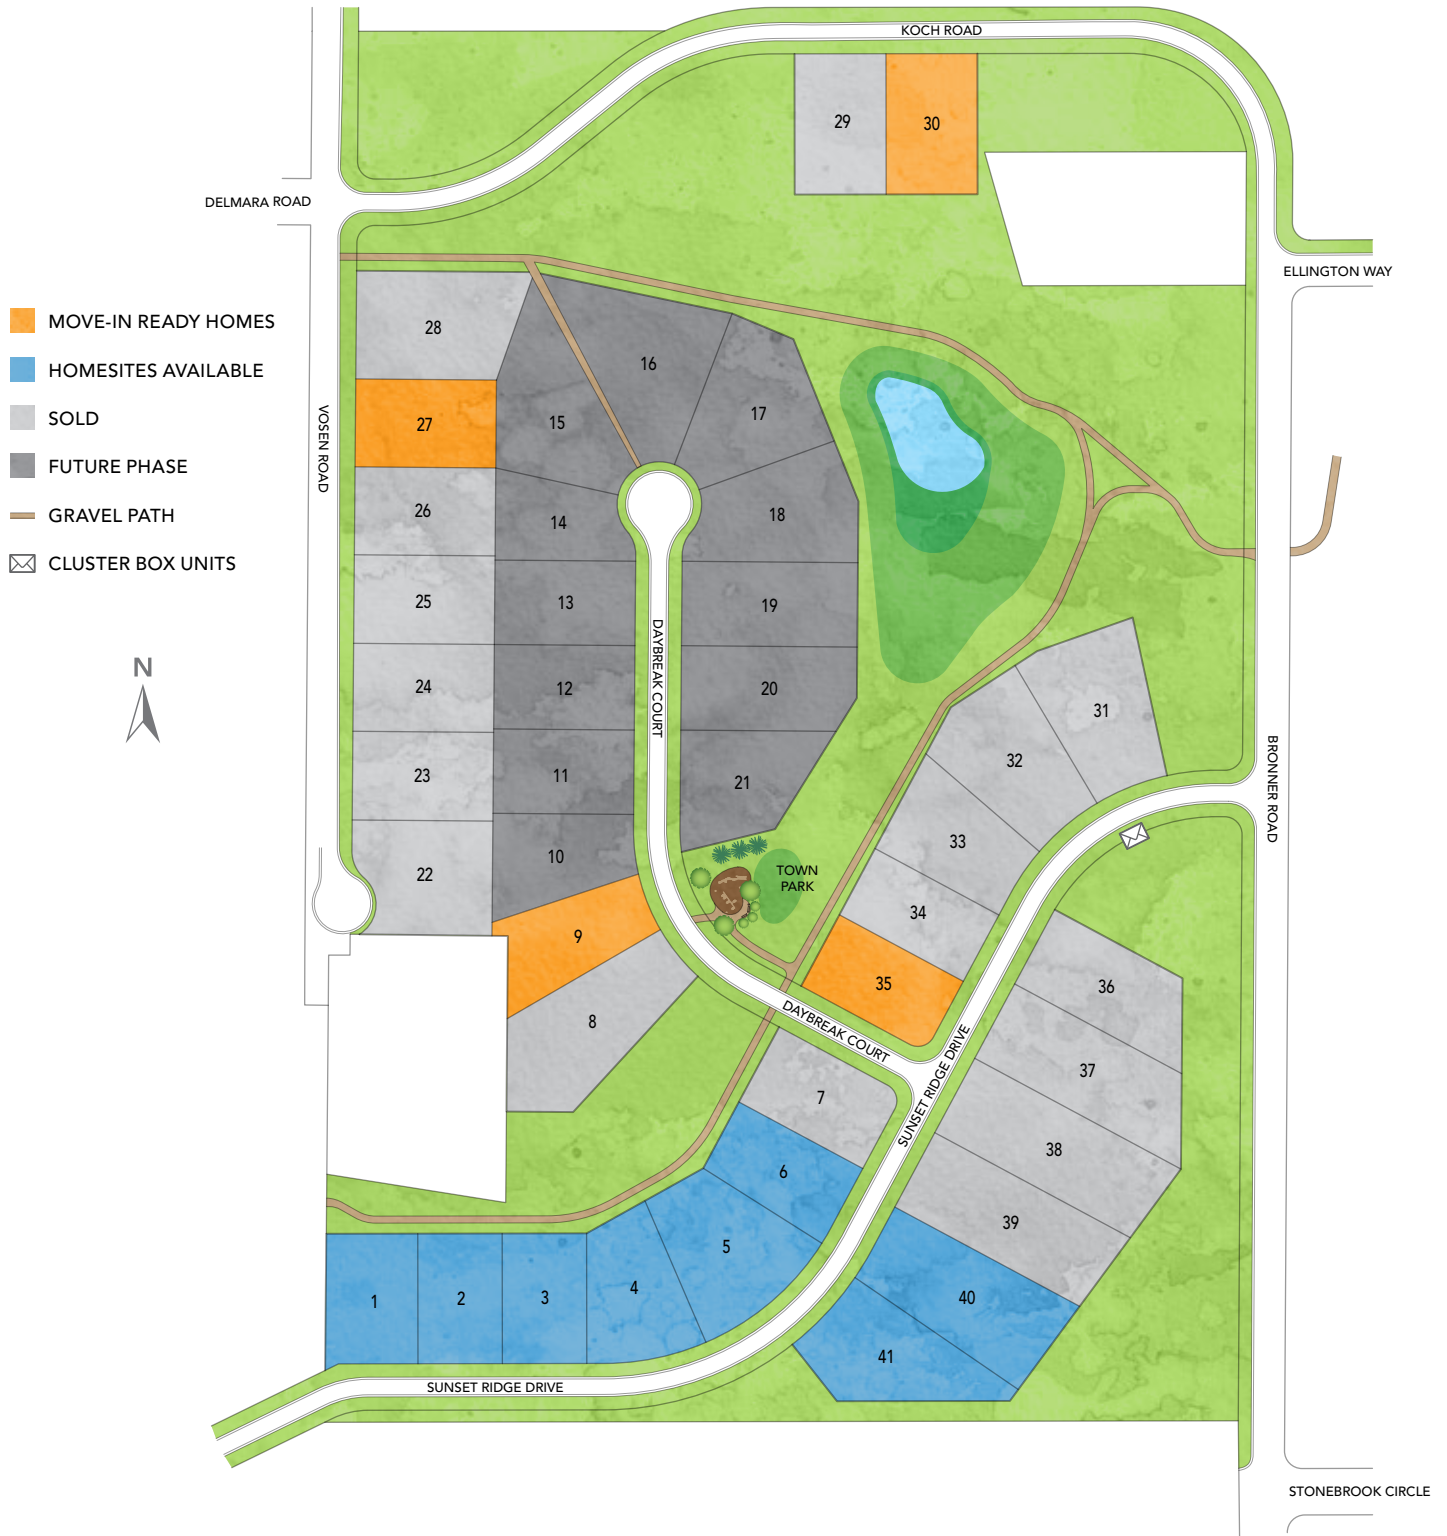 KOCH ROAD
29
30
DELMARA ROAD
ELLINGTON WAY
MOVE-IN READY HOMES
HOMESITES AVAILABLE
SOLD
FUTURE PHASE
GRAVEL PATH
CLUSTER BOX UNITS
N
VOSEN ROAD
28
27
26
25
24
23
22
16
15
17
14
18
13
19
12
20
11
21
10
DAYBREAK COURT
TOWN
PARK
9
8
31
32
33
34
35
BRONNER ROAD
DAYBREAK COURT
SUNSET RIDGE DRIVE
36
37
38
39
7
6
5
4
3
2
1
40
41
SUNSET RIDGE DRIVE
STONEBROOK CIRCLE